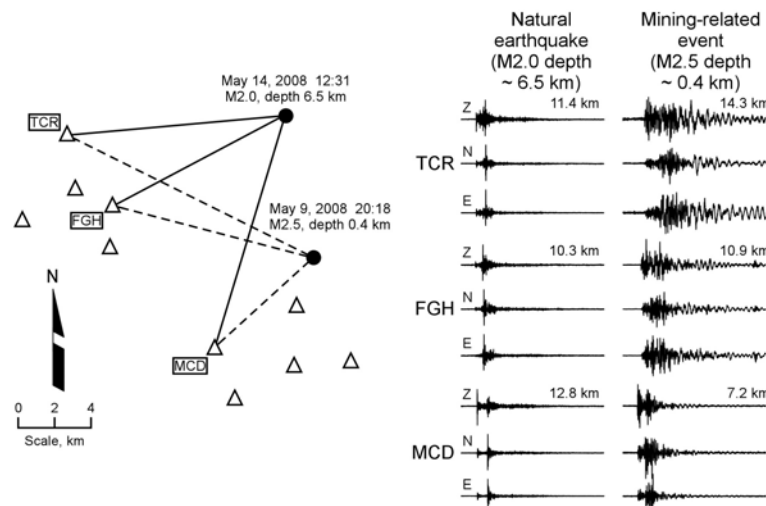 May 14, 2008 12:31
M2.0, depth 6.5 km
TCR
FGH
May 9, 2008 20:18
M2.5, depth 0.4 km
N
MCD
0 2 4
Scale, km
Natural
earthquake
(M2.0 depth
~ 6.5 km)
Mining-related
event
(M2.5 depth
~ 0.4 km)
Z 11.4 km 14.3 km
TCR
N
E
Z 10.3 km 10.9 km
FGH
N
E
Z 12.8 km 7.2 km
MCD
N
E